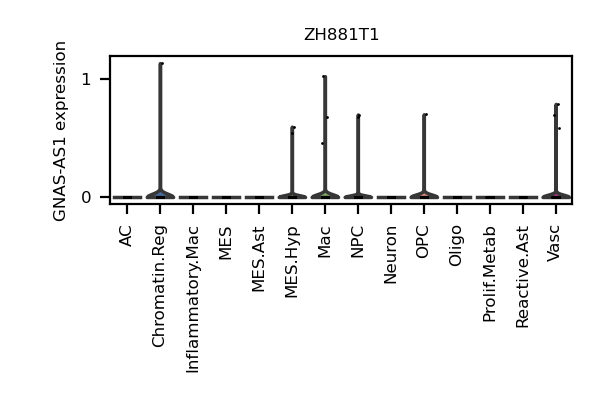 ZH881T1
GNAS-AS1 expression
1
0
AC
Chromatin.Reg
Inflammatory.Mac
MES
MES.Ast
MES.Hyp
Mac
NPC
Neuron
OPC
Oligo
Prolif.Metab
Reactive.Ast
Vasc